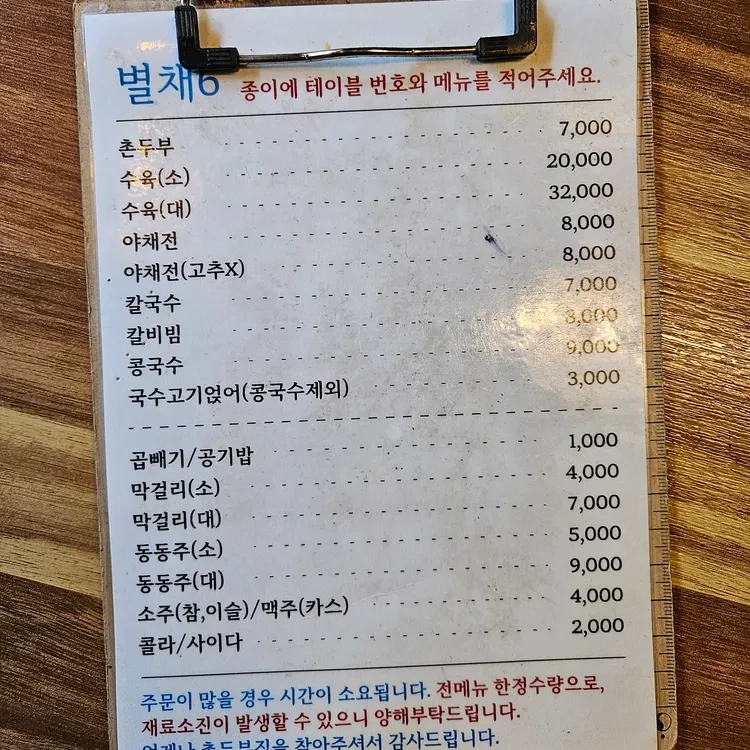 별채6 종이에 테이블 번호와 메뉴를 적어주세요.
촌두부 7,000
수육(소) 20,000
수육(대) 32,000
야채전 8,000
야채전(고추X) 8,000
칼국수 7,000
칼비빔 8,000
콩국수 9,000
국수고기얹어(콩국수제외) 3,000
곱빼기/공기밥 1,000
막걸리(소) 4,000
막걸리(대) 7,000
동동주(소) 5,000
동동주(대) 9,000
소주(참,이슬)/맥주(카스) 4,000
콜라/사이다 2,000
주문이 많을 경우 시간이 소요됩니다. 전메뉴 한정수량으로,
재료소진이 발생할 수 있으니 양해부탁드립니다.
언제나 촌두부집을 찾아주셔서 감사드립니다.